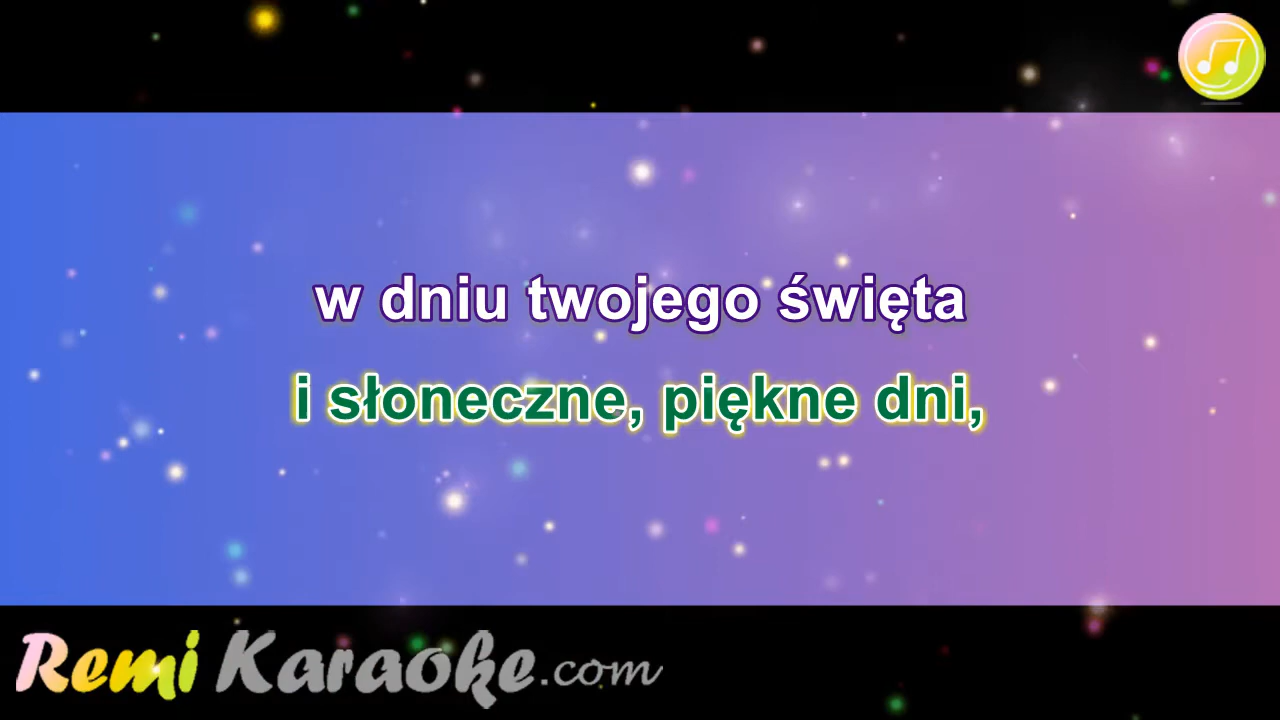 w dniu twojego święta
i słoneczne, piękne dni,
Remi Karaoke.com